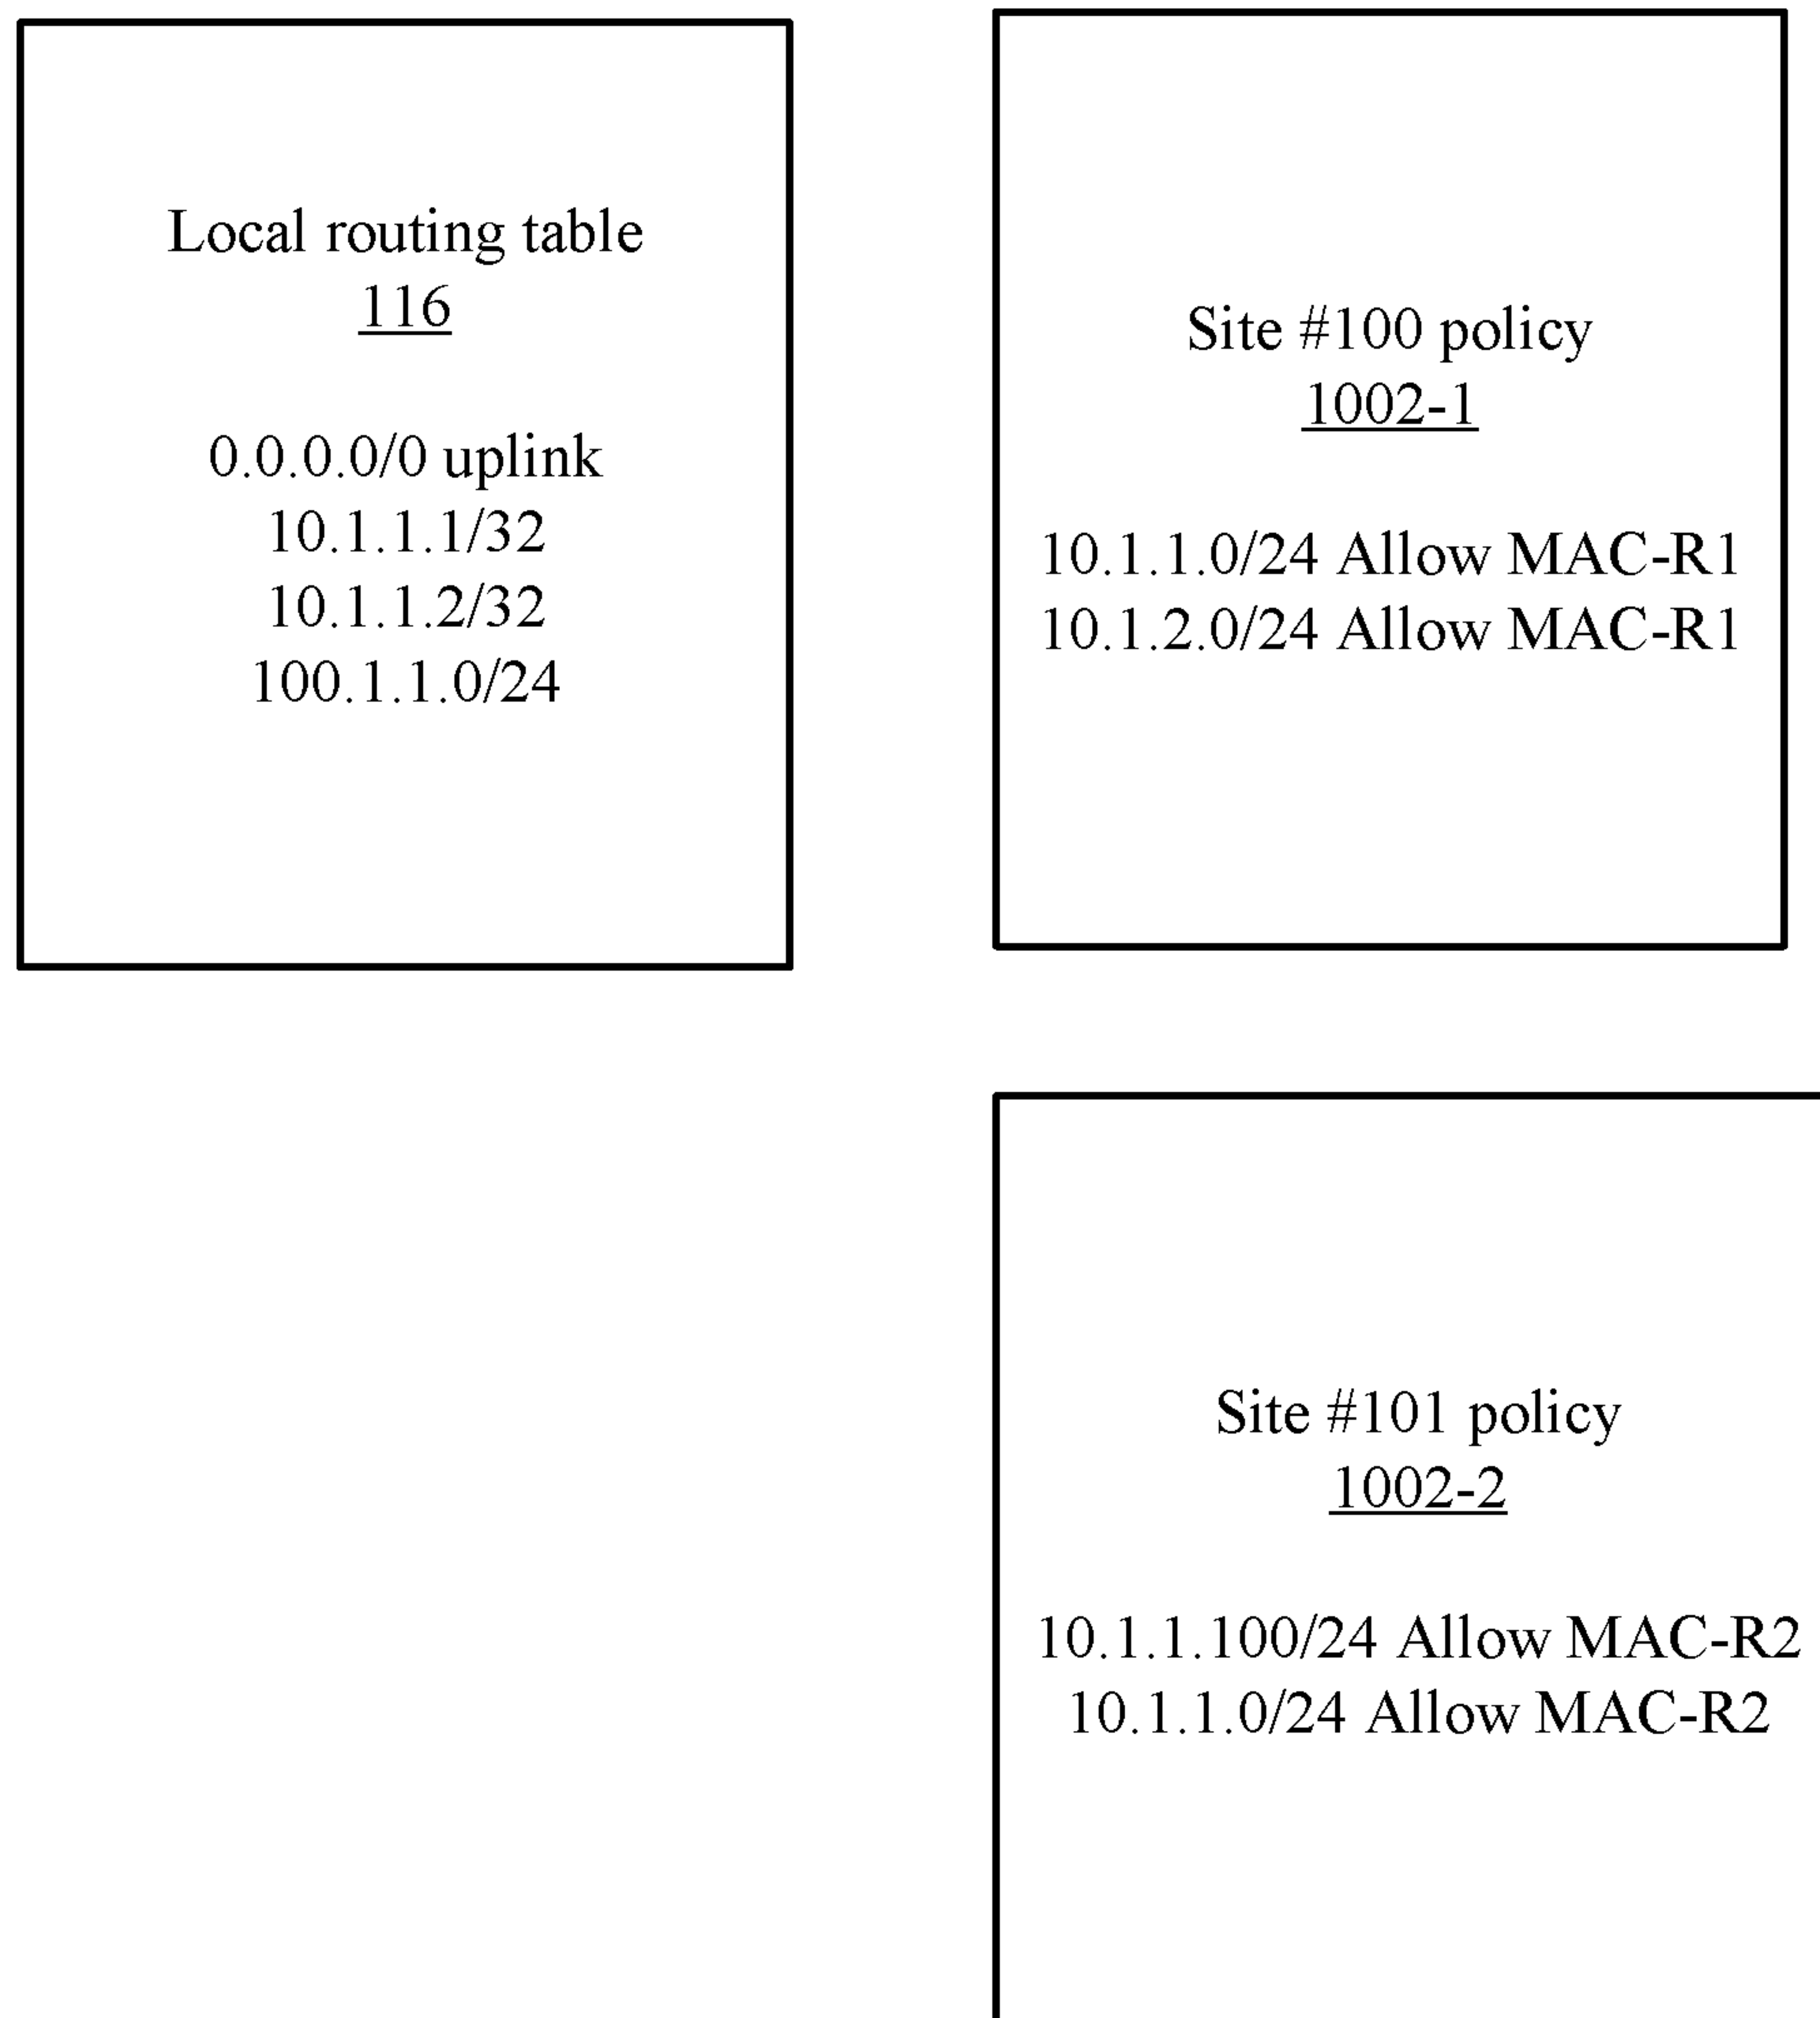 Local routing table
116
0.0.0.0/0 uplink
10.1.1.1/32
10.1.1.2/32
100.1.1.0/24
Site #100 policy
1002-1
10.1.1.0/24 Allow MAC-R1
10.1.2.0/24 Allow MAC-R1
Site #101 policy
1002-2
10.1.1.100/24 Allow MAC-R2
10.1.1.0/24 Allow MAC-R2